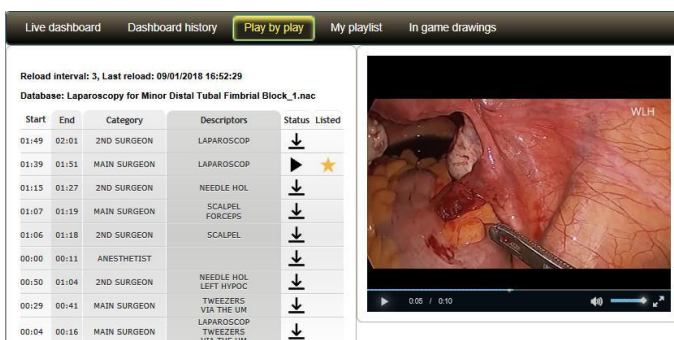 Live dashboard Dashboard history Play by play My playlist In game drawings
Reload interval: 3, Last reload: 09/01/2018 16:52:29
Database: Laparoscopy for Minor Distal Tubal Fimbrial Block_1.nac
Start End Category Descriptors Status Listed
01:49 02:01 2ND SURGEON LAPAROSCOP
01:39 01:51 MAIN SURGEON LAPAROSCOP
01:15 01:27 2ND SURGEON NEEDLE HOL
01:07 01:19 MAIN SURGEON SCALPEL
FORCEPS
01:06 01:18 2ND SURGEON SCALPEL
00:00 00:11 ANESTHETIST
00:50 01:04 2ND SURGEON NEEDLE HOL
LEFT HYPOC
00:29 00:41 MAIN SURGEON TWEEZERS
VIA THE UM
00:04 00:16 MAIN SURGEON LAPAROSCOP
TWEEZERS
VIA THE UM
WLH
0:05 / 0:10